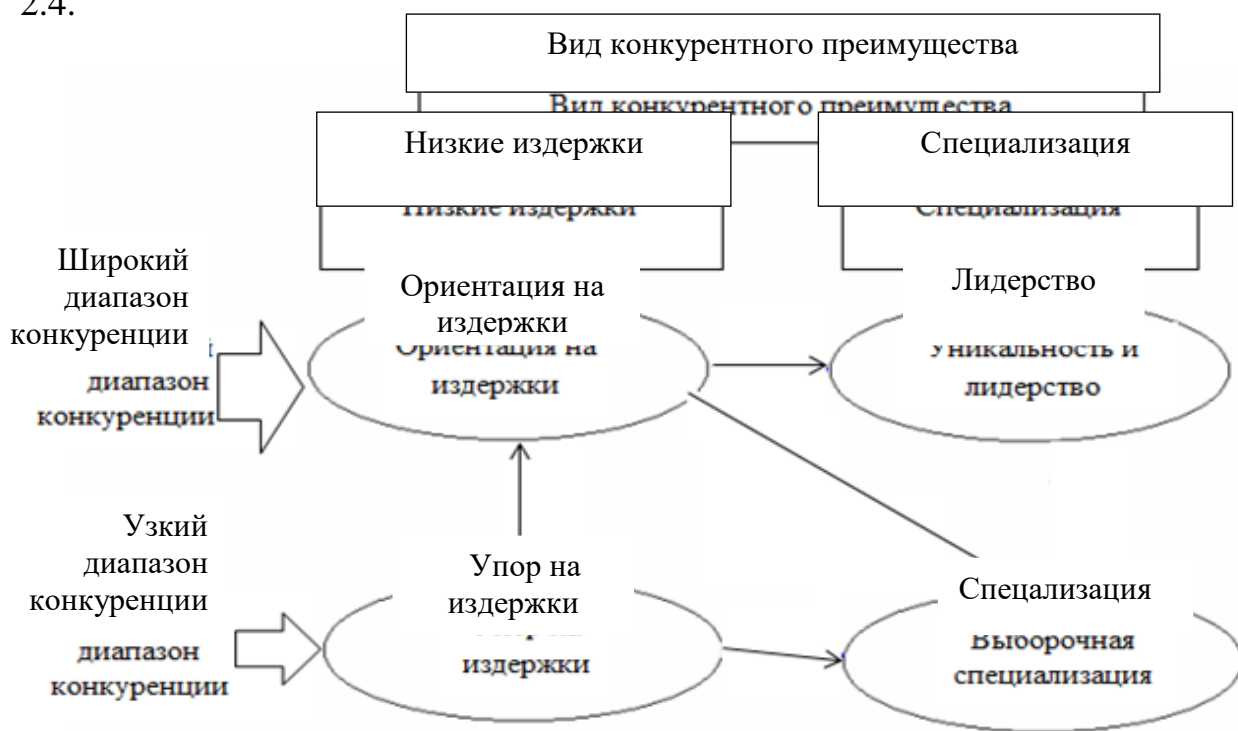 2.4.
Вид конкурентного преимущества
Вид конкурентного преимущества
Низкие издержки
Специализация
Низкие издержки
Специализация
Широкий
диапазон
конкуренции
диапазон
конкуренции
Ориентация на
издержки
Ориентация на
издержки
Лидерство
Уникальность и
лидерство
Узкий
диапазон
конкуренции
диапазон
конкуренции
Упор на
издержки
издержки
Спецализация
Выборочная
специализация